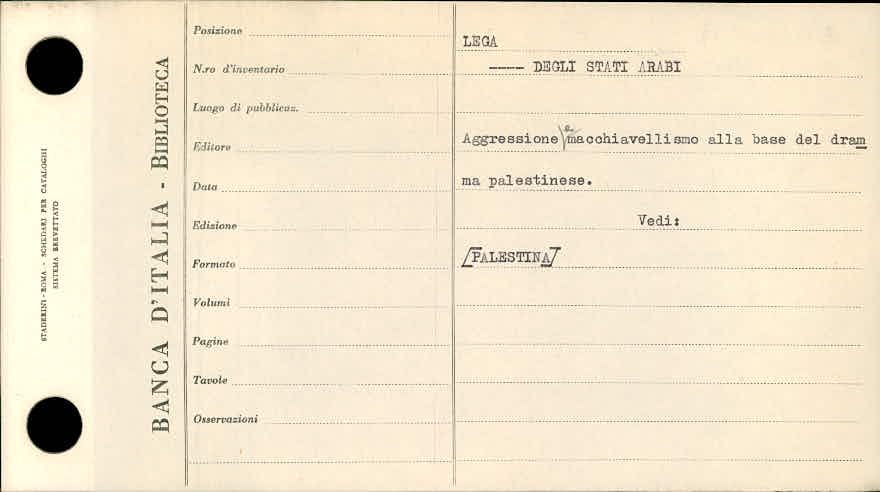 STADERINI - ROMA - SCHEDARI PER CATALOGHI
SISTEMA BREVETTATO
BANCA D'ITALIA - BIBLIOTECA
Posizione
N.ro d'inventario
Luogo di pubblicaz.
Editore
Data
Edizione
Formato
Volumi
Pagine
Tavole
Osservazioni
LEGA
---- DEGLI STATI ARABI
Aggressione e macchiavellismo alla base del dram
ma palestinese.
Vedi:
/PALESTINA/